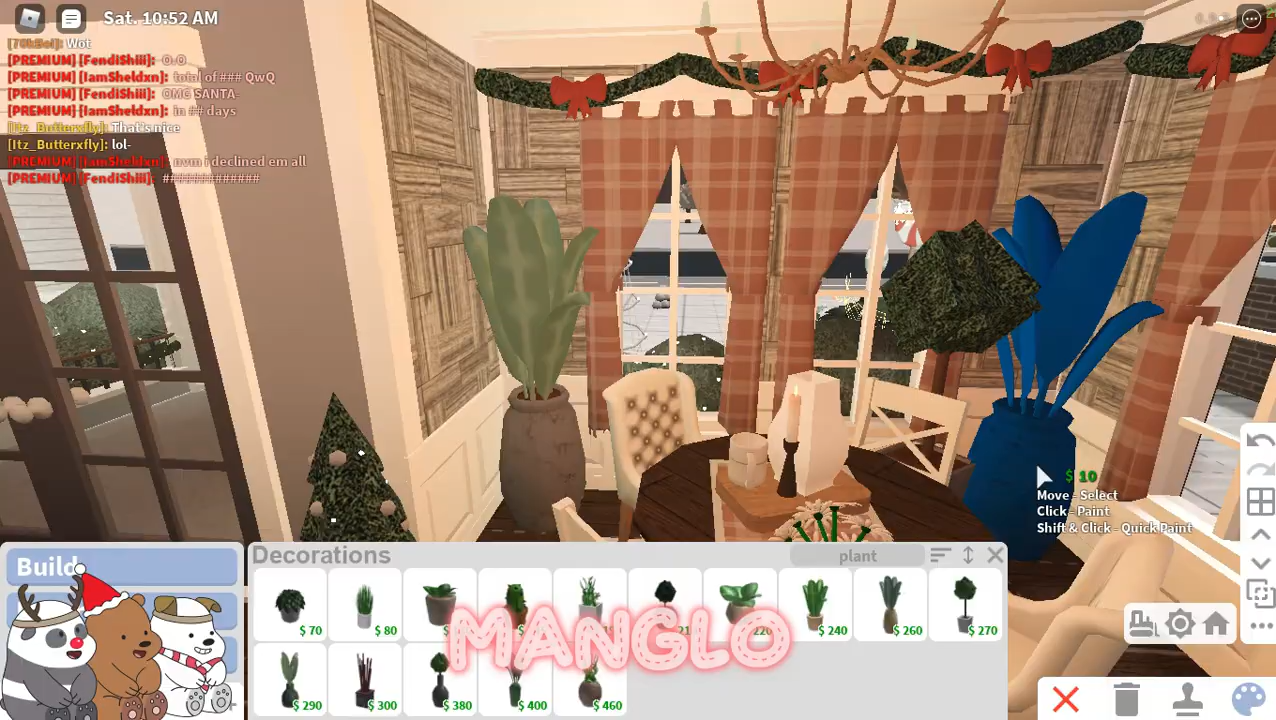 Sat. 10:52 AM
[70kBoi]: Wot
[PREMIUM] [FendiShiii]: O.O
[PREMIUM] [IamSheldxn]: total of ### QwQ
[PREMIUM] [FendiShiii]: OMG SANTA-
[PREMIUM] [IamSheldxn]: in ## days
[Itz_Butterxfly]: That's nice
[Itz_Butterxfly]: lol-
[PREMIUM] [IamSheldxn]: nvm i declined em all
[PREMIUM] [FendiShiii]: #############
$ 10
Move - Select
Click - Paint
Shift & Click - Quick Paint
Build
Decorations
plant
$ 70
$ 80
$ 240
$ 260
$ 270
MANGLO
$ 290
$ 300
$ 380
$ 400
$ 460